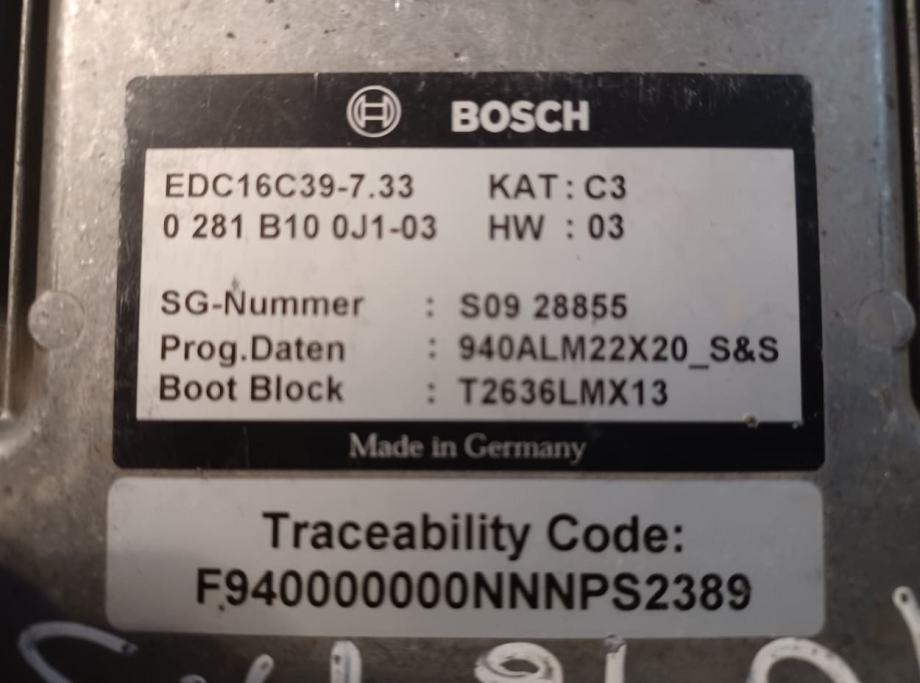 BOSCH
EDC16C39-7.33 KAT : C3
0 281 B10 0J1-03 HW : 03
SG-Nummer : S09 28855
Prog.Daten : 940ALM22X20_S&S
Boot Block : T2636LMX13
Made in Germany
Traceability Code:
F940000000NNNPS2389